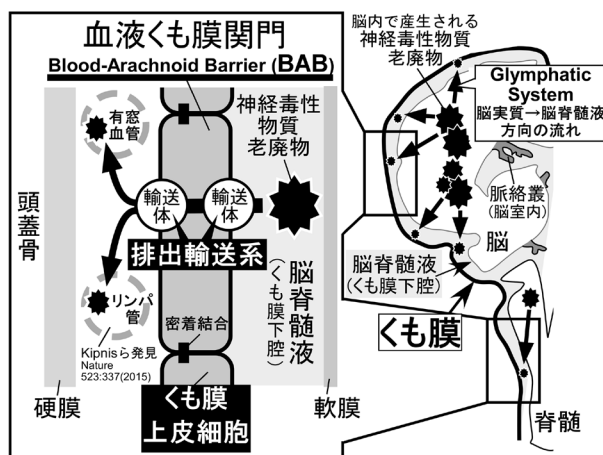 血液くも膜関門
Blood-Arachnoid Barrier (BAB)
有窓
血管
神経毒性
物質
老廃物
輸送
体
輸送
体
排出輸送系
頭蓋骨
リンパ
管
脳脊髄液
(くも膜下腔)
密着結合
Kipnisら発見
Nature
523:337(2015)
硬膜
くも膜
上皮細胞
軟膜
脳内で産生される
神経毒性物質
老廃物
Glymphatic
System
脳実質→脳脊髄液
方向の流れ
脈絡叢
(脳室内)
脳
脳脊髄液
(くも膜下腔)
くも膜
脊髄